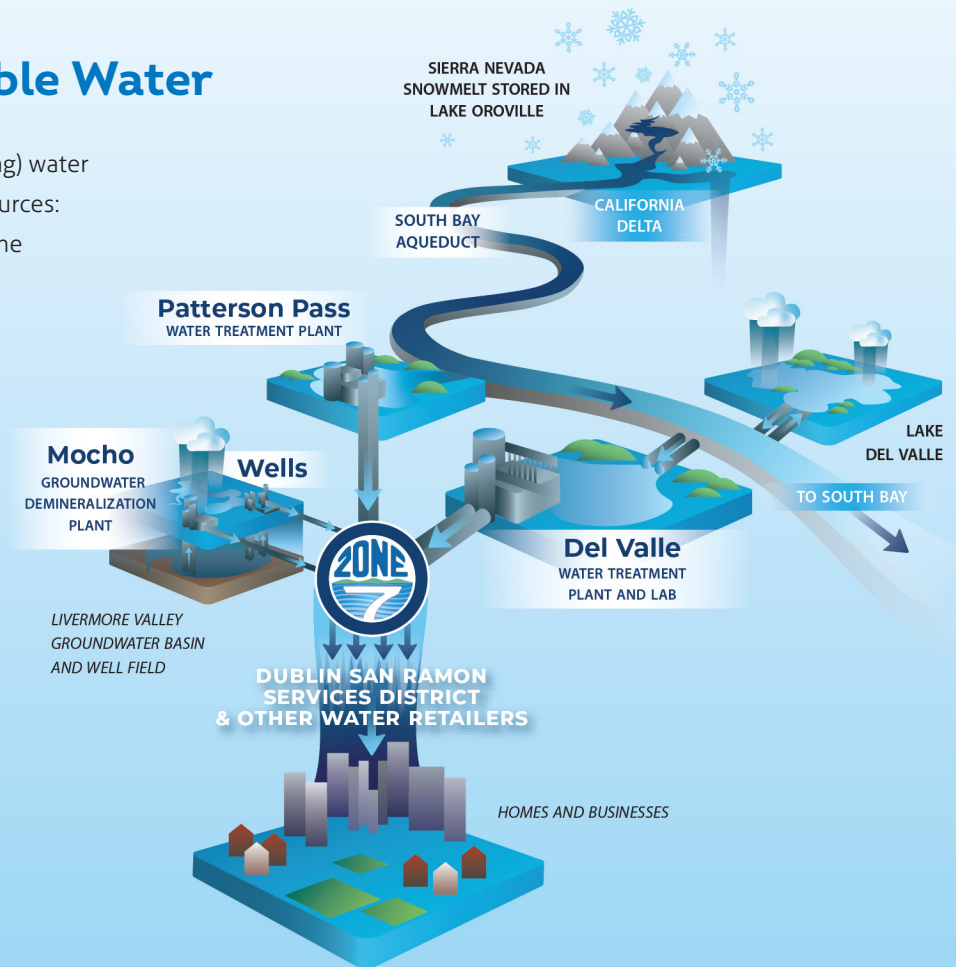 ble Water
g) water
urces:
ne
SIERRA NEVADA
SNOWMELT STORED IN
LAKE OROVILLE
CALIFORNIA
DELTA
SOUTH BAY
AQUEDUCT
Patterson Pass
WATER TREATMENT PLANT
LAKE
DEL VALLE
Mocho
GROUNDWATER
DEMINERALIZATION
PLANT
Wells
TO SOUTH BAY
Del Valle
WATER TREATMENT
PLANT AND LAB
ZONE
7
LIVERMORE VALLEY
GROUNDWATER BASIN
AND WELL FIELD
DUBLIN SAN RAMON
SERVICES DISTRICT
& OTHER WATER RETAILERS
HOMES AND BUSINESSES